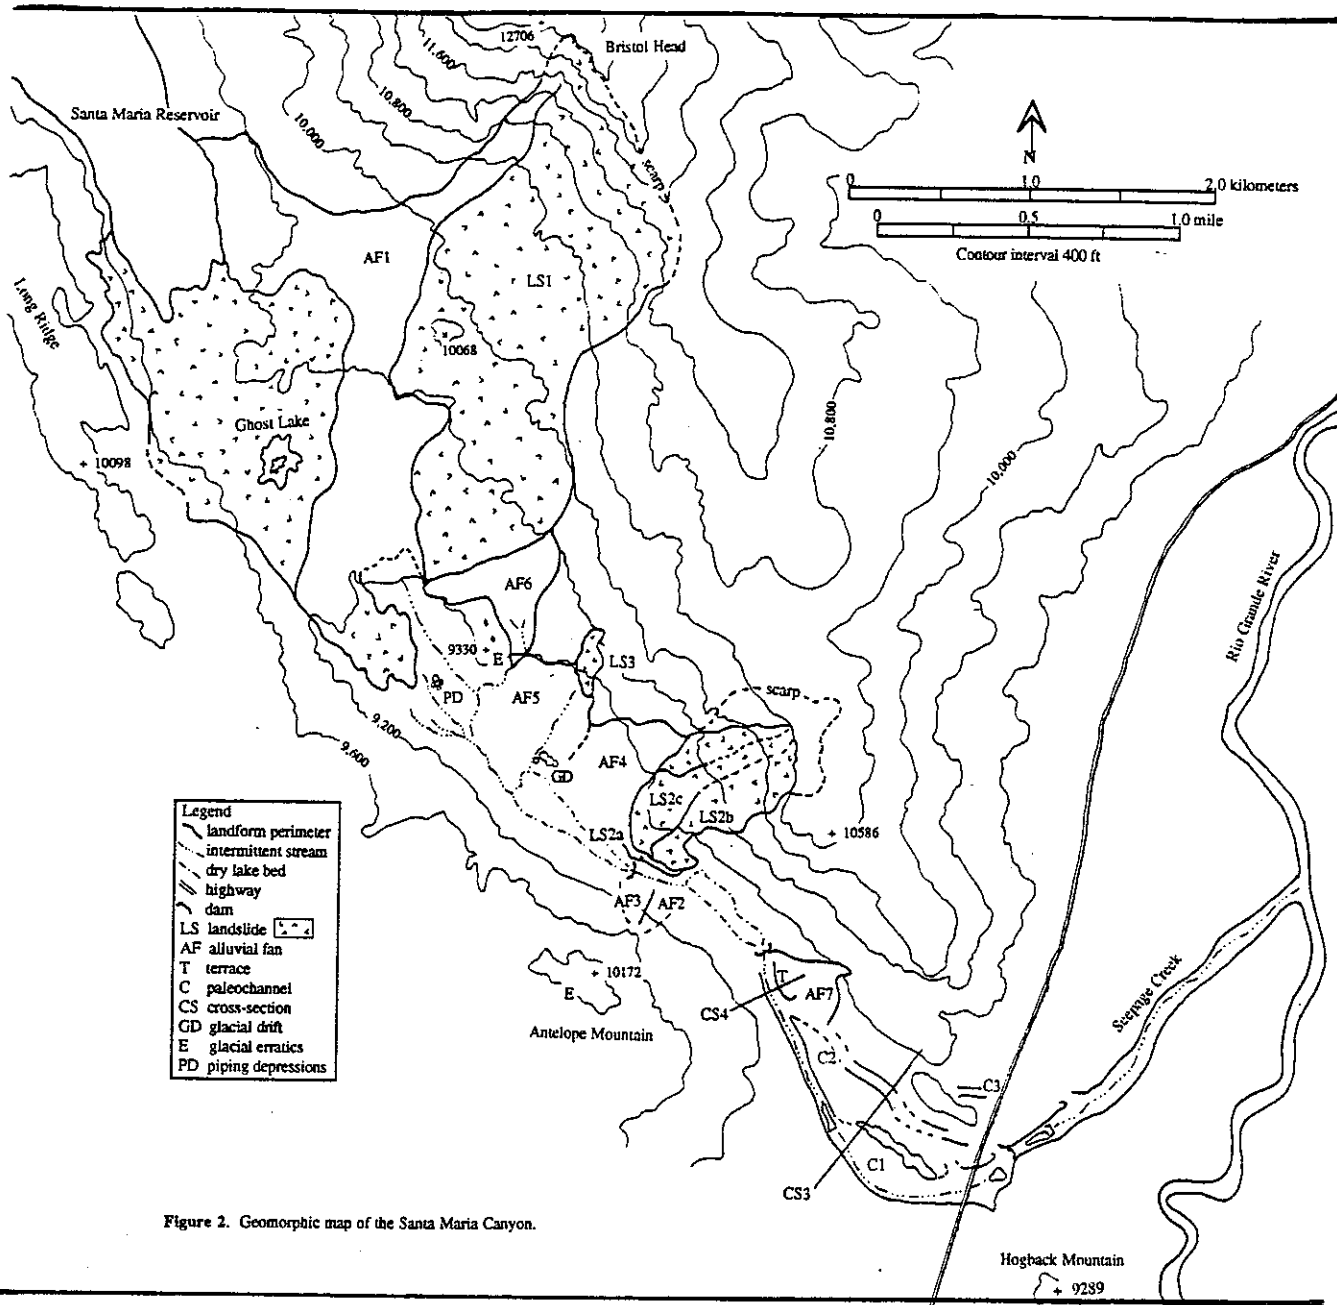 12706
Bristol Head
11,600
10,800
Santa Maria Reservoir
10,000
N
scarp
0
1.0
2.0 kilometers
0
0.5
1.0 mile
Contour interval 400 ft
AF1
LS1
Long Ridge
10068
10,800
Ghost Lake
+ 10098
10,000
AF6
Rio Grande River
9330 +
E
LS3
PD
AF5
scarp
9,200
9,600
GD
AF4
LS2c
LS2b
LS2a
+ 10586
Legend
landform perimeter
intermittent stream
dry lake bed
highway
dam
LS landslide
AF alluvial fan
T terrace
C paleochannel
CS cross-section
GD glacial drift
E glacial erratics
PD piping depressions
AF3
AF2
+ 10172
E
Antelope Mountain
T
AF7
CS4
Seepage Creek
C2
C3
C1
CS3
Figure 2. Geomorphic map of the Santa Maria Canyon.
Hogback Mountain
+ 9289